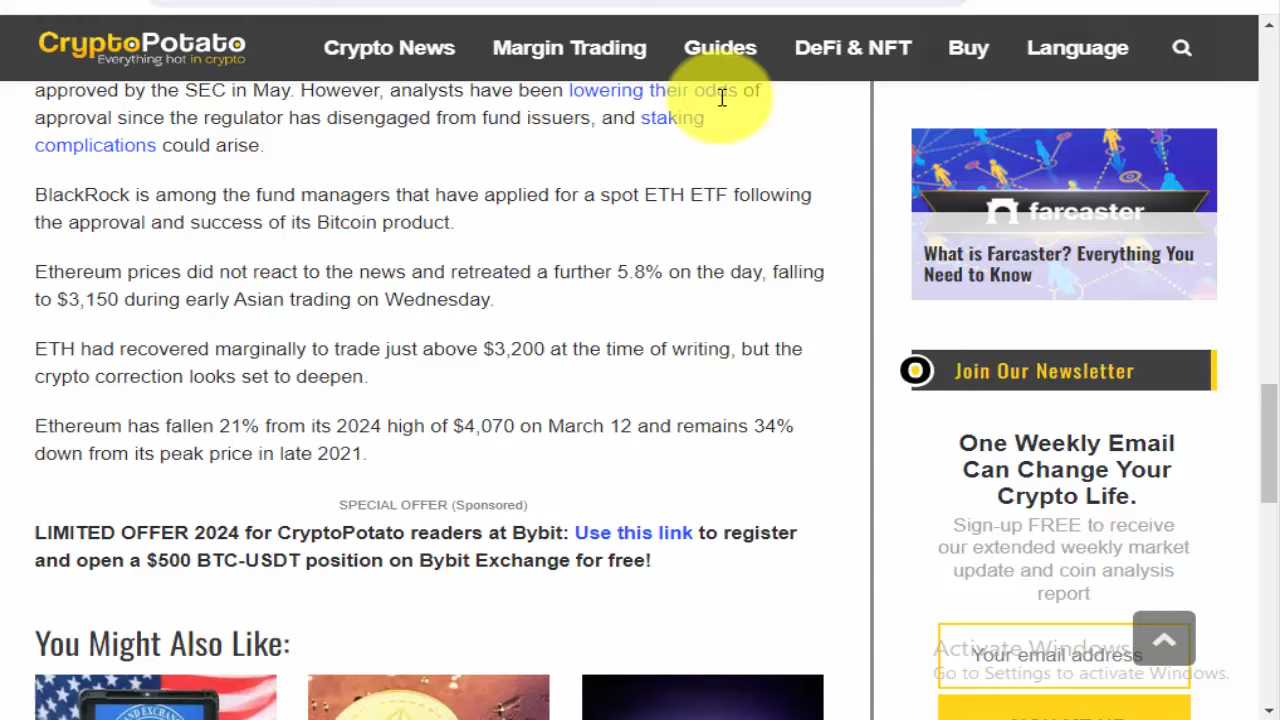 CryptoPotato
Everything hot in crypto
Crypto News Margin Trading Guides DeFi & NFT Buy Language
approved by the SEC in May. However, analysts have been lowering their odds of
approval since the regulator has disengaged from fund issuers, and staking
complications could arise.
BlackRock is among the fund managers that have applied for a spot ETH ETF following
the approval and success of its Bitcoin product.
Ethereum prices did not react to the news and retreated a further 5.8% on the day, falling
to $3,150 during early Asian trading on Wednesday.
ETH had recovered marginally to trade just above $3,200 at the time of writing, but the
crypto correction looks set to deepen.
Ethereum has fallen 21% from its 2024 high of $4,070 on March 12 and remains 34%
down from its peak price in late 2021.
SPECIAL OFFER (Sponsored)
LIMITED OFFER 2024 for CryptoPotato readers at Bybit: Use this link to register
and open a $500 BTC-USDT position on Bybit Exchange for free!
You Might Also Like:
farcaster
What is Farcaster? Everything You
Need to Know
Join Our Newsletter
One Weekly Email
Can Change Your
Crypto Life.
Sign-up FREE to receive
our extended weekly market
update and coin analysis
report
Your email address
Activate Windows
Go to Settings to activate Windows.